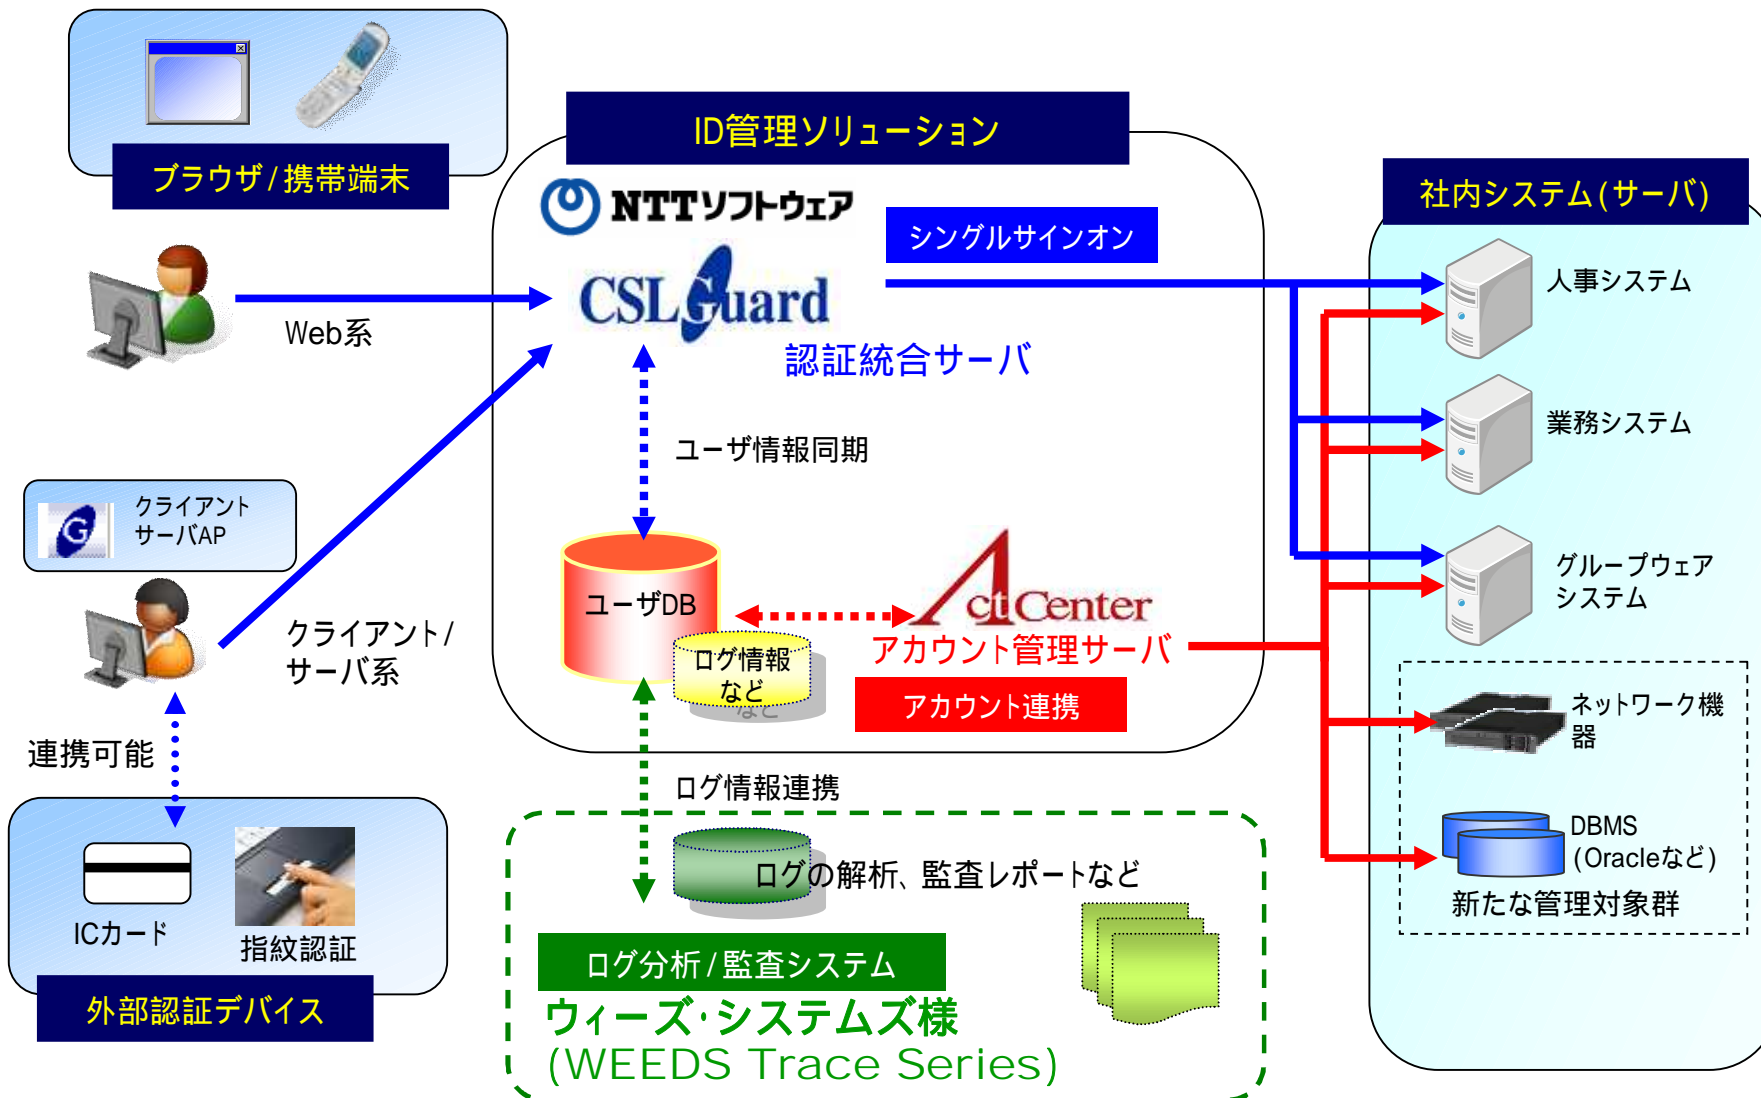 ブラウザ/携帯端末
ID管理ソリューション
NTTソフトウェア
CSLGuard
認証統合サーバ
シングルサインオン
社内システム(サーバ)
人事システム
業務システム
グループウェア
システム
ネットワーク機
器
DBMS
(Oracleなど)
新たな管理対象群
Web系
クライアント
サーバAP
G
クライアント/
サーバ系
連携可能
ICカード
指紋認証
外部認証デバイス
ユーザ情報同期
ユーザDB
ログ情報
など
など
ActCenter
アカウント管理サーバ
アカウント連携
ログ情報連携
ログの解析、監査レポートなど
ログ分析/監査システム
ウィーズ・システムズ様
(WEEDS Trace Series)